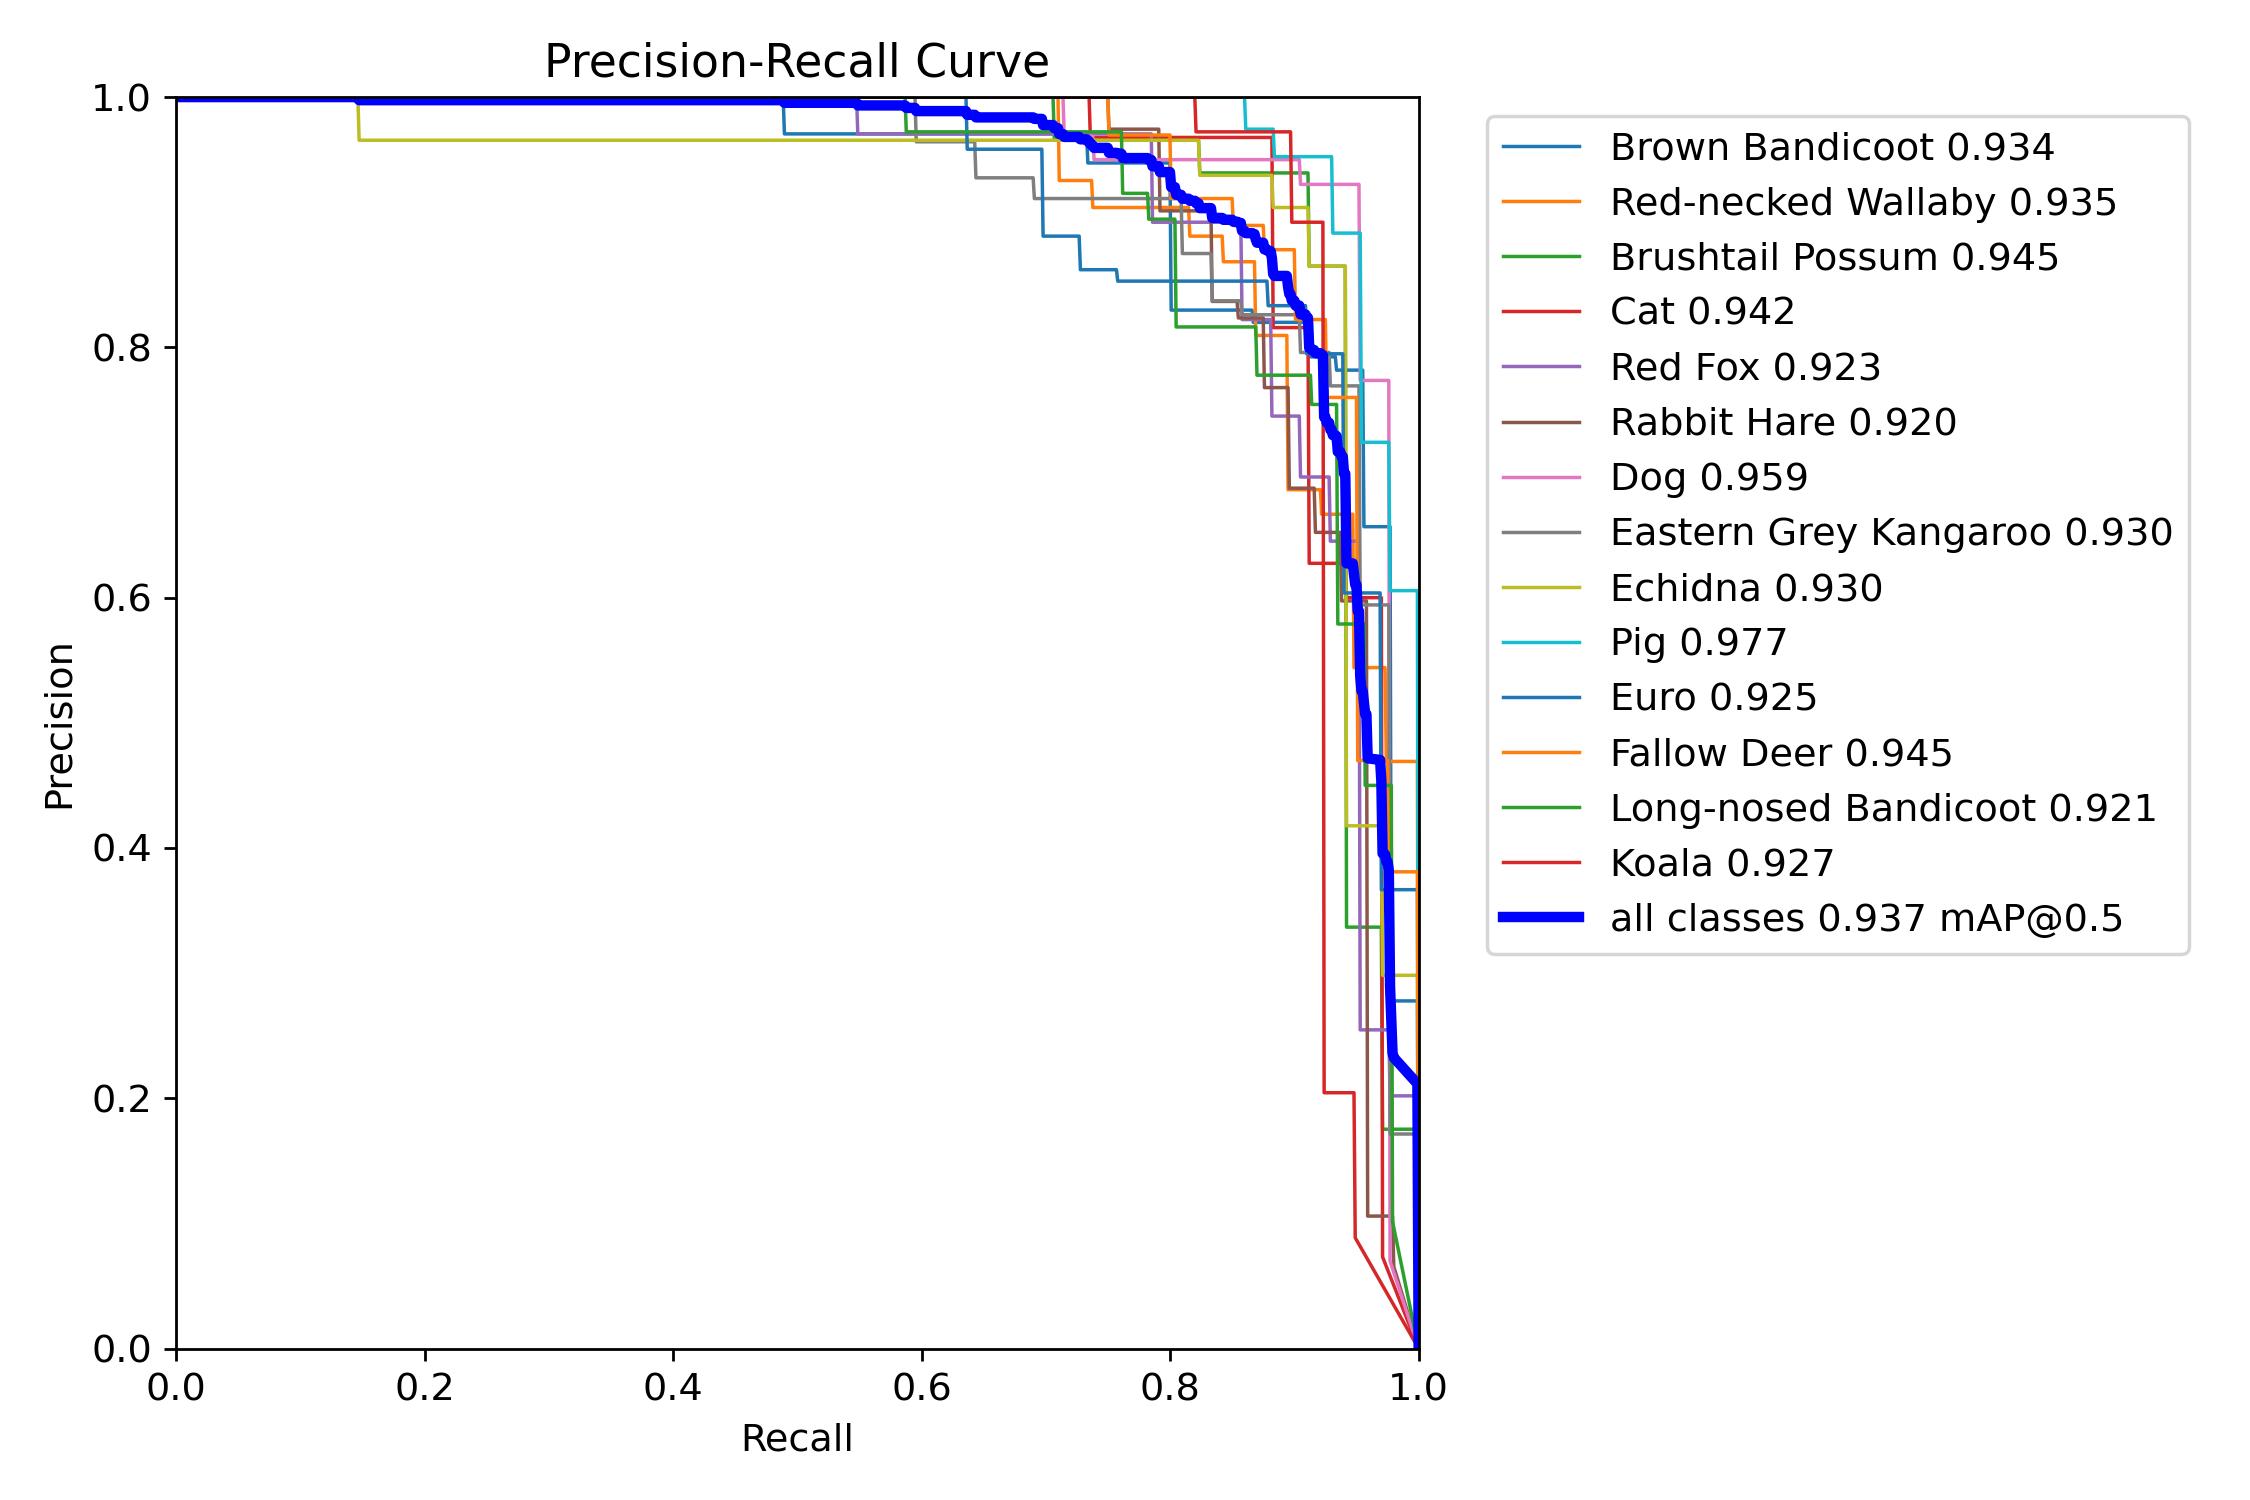 Precision-Recall Curve
1.0
0.8
0.6
0.4
0.2
0.0
Precision
0.0 0.2 0.4 0.6 0.8 1.0
Recall
Brown Bandicoot 0.934
Red-necked Wallaby 0.935
Brushtail Possum 0.945
Cat 0.942
Red Fox 0.923
Rabbit Hare 0.920
Dog 0.959
Eastern Grey Kangaroo 0.930
Echidna 0.930
Pig 0.977
Euro 0.925
Fallow Deer 0.945
Long-nosed Bandicoot 0.921
Koala 0.927
all classes 0.937 mAP@0.5